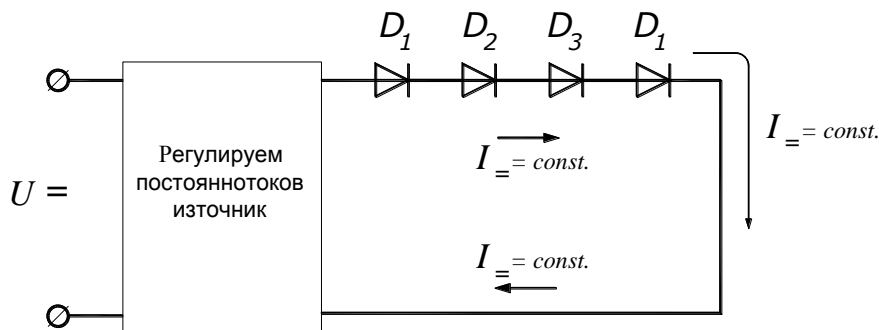 D1 D2 D3 D1
I = = const.
Регулируем
постояннотоков
източник
U =
I = = const.
I = = const.